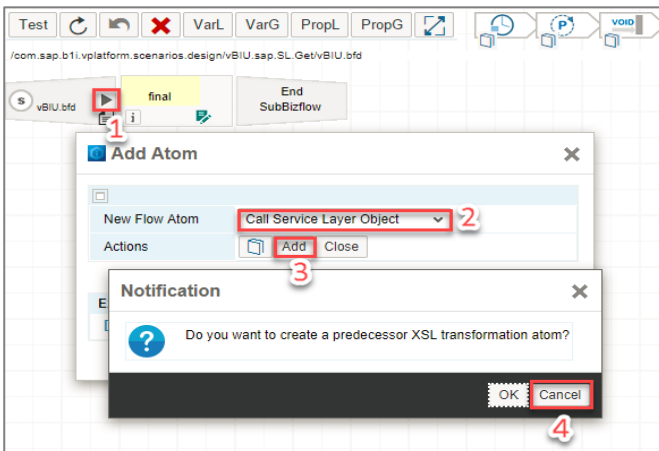 Test VarL VarG PropL PropG P VOID
/com.sap.b1i.vplatform.scenarios.design/vBIU.sap.SL.Get/vBIU.bfd
S vBIU.bfd final i End
SubBizflow
1
Add Atom
New Flow Atom Call Service Layer Object 2
Actions Add Close
3
E
Notification
? Do you want to create a predecessor XSL transformation atom?
OK Cancel
4